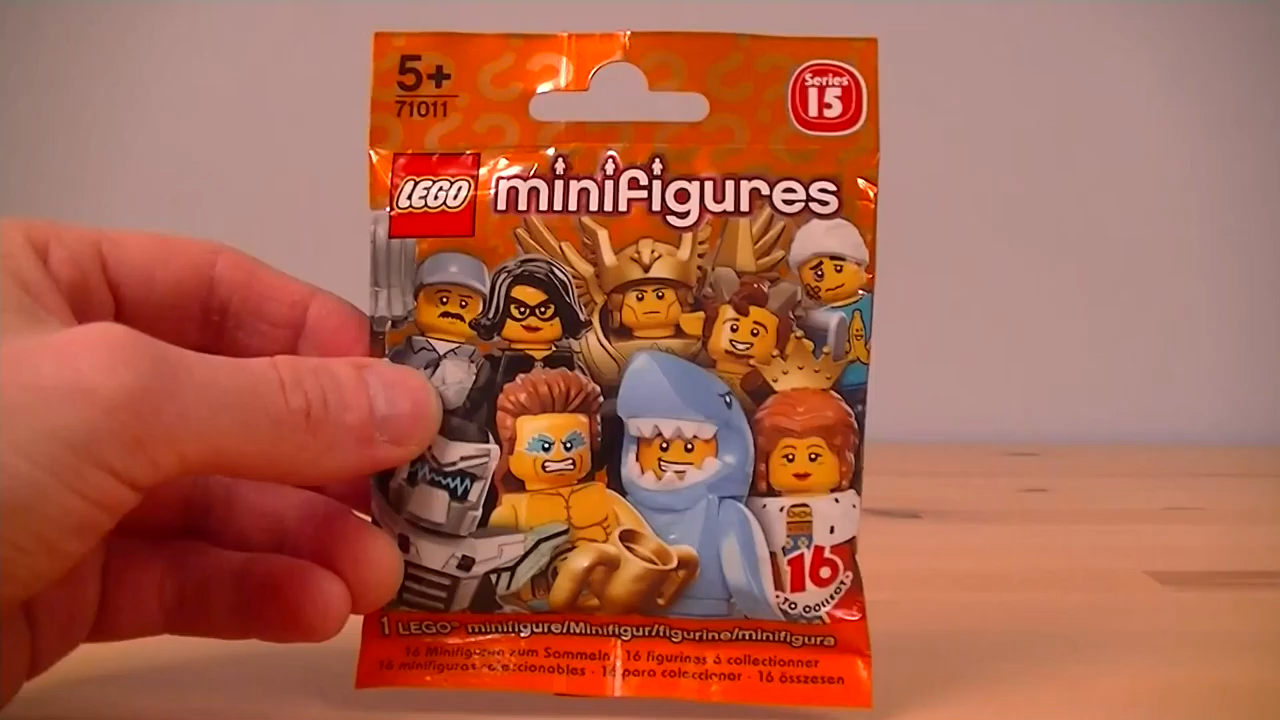 5+
71011
Series
15
LEGO
minifigures
16
TO COLLECT
1 LEGO® minifigure/Minifigur/figurine/minifigura
16 Minifiguren zum Sammeln · 16 figurines à collectionner
16 minifiguras coleccionables · 16 para coleccionar · 16 összesen